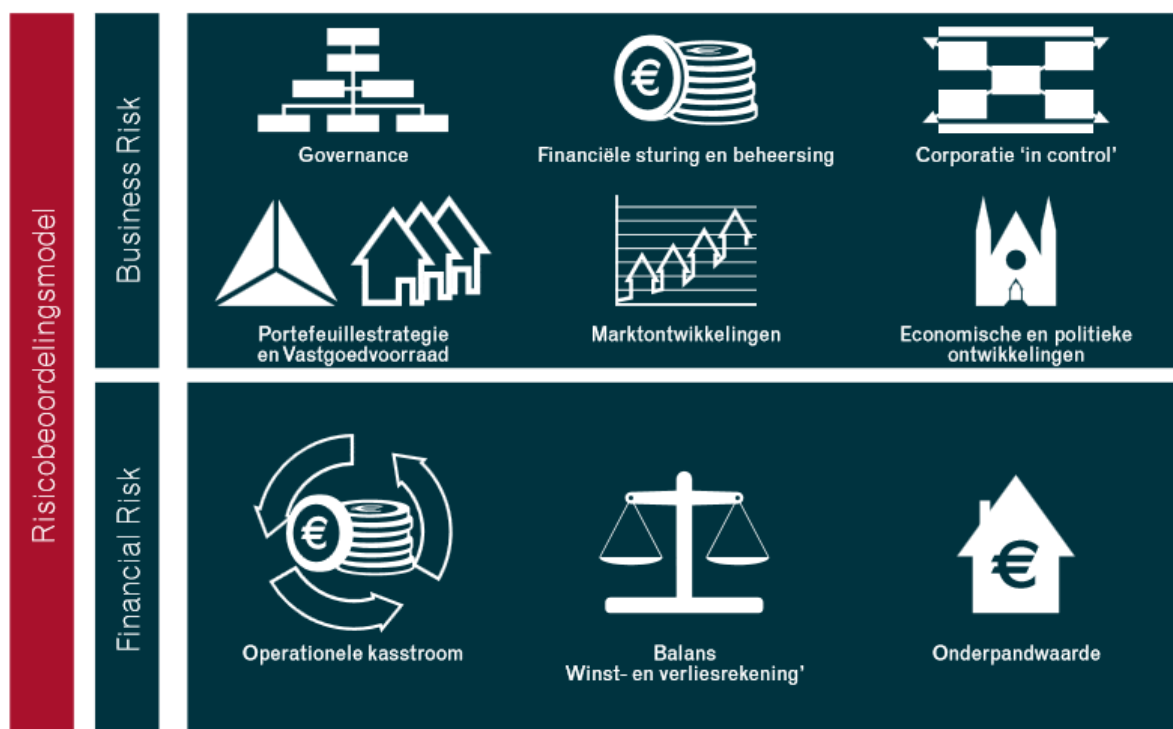 Risicobeoordelingsmodel
Business Risk
Governance
Financiële sturing en beheersing
Corporatie ‘in control’
Portefeuillestrategie
en Vastgoedvoorraad
Marktontwikkelingen
Economische en politieke
ontwikkelingen
Financial Risk
Operationele kasstroom
Balans
Winst- en verliesrekening’
Onderpandwaarde
€
€
€